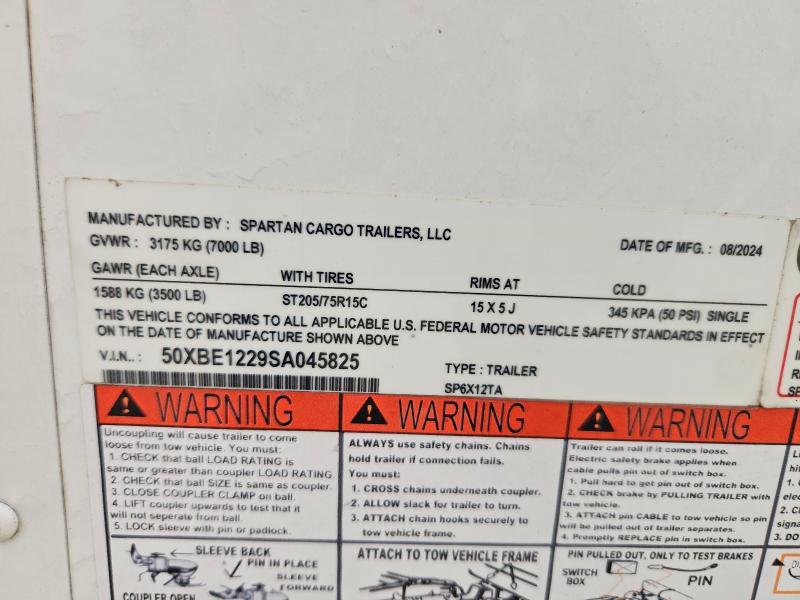 MANUFACTURED BY : SPARTAN CARGO TRAILERS, LLC
GVWR : 3175 KG (7000 LB)
DATE OF MFG. : 08/2024
GAWR (EACH AXLE) WITH TIRES RIMS AT COLD
1588 KG (3500 LB) ST205/75R15C 15 X 5 J 345 KPA (50 PSI) SINGLE
THIS VEHICLE CONFORMS TO ALL APPLICABLE U.S. FEDERAL MOTOR VEHICLE SAFETY STANDARDS IN EFFECT
ON THE DATE OF MANUFACTURE SHOWN ABOVE
V.I.N.. : 50XBE1229SA045825
TYPE : TRAILER
SP6X12TA
WARNING
Uncoupling will cause trailer to come
loose from tow vehicle. You must:
1. CHECK that ball LOAD RATING is
same or greater than coupler LOAD RATING.
2. CHECK that ball SIZE is same as coupler.
3. CLOSE COUPLER CLAMP on ball.
4. LIFT coupler upwards to test that it
will not seperate from ball.
5. LOCK sleeve with pin or padlock.
SLEEVE BACK
PIN IN PLACE
SLEEVE
FORWARD
COUPLER OPEN
WARNING
ALWAYS use safety chains. Chains
hold trailer if connection fails.
You must:
1. CROSS chains underneath coupler.
2. ALLOW slack for trailer to turn.
3. ATTACH chain hooks securely to
tow vehicle frame.
ATTACH TO TOW VEHICLE FRAME
WARNING
Trailer can roll if it comes loose.
Electric safety brake applies when
cable pulls pin out of switch box.
1. Pull hard to get pin out of switch box.
2. CHECK brake by PULLING TRAILER with
tow vehicle.
3. ATTACH pin CABLE to tow vehicle so pin
will be pulled out of trailer separates.
4. Promptly REPLACE pin in switch box.
PIN PULLED OUT, ONLY TO TEST BRAKES
SWITCH
BOX
PIN